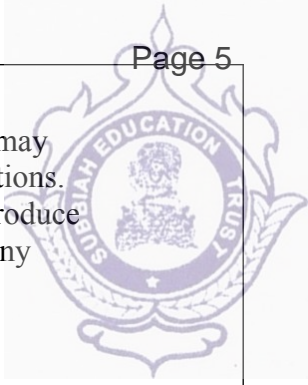 Page 5
may
tions.
roduce
ny
SUBBIAH EDUCATION TRUST